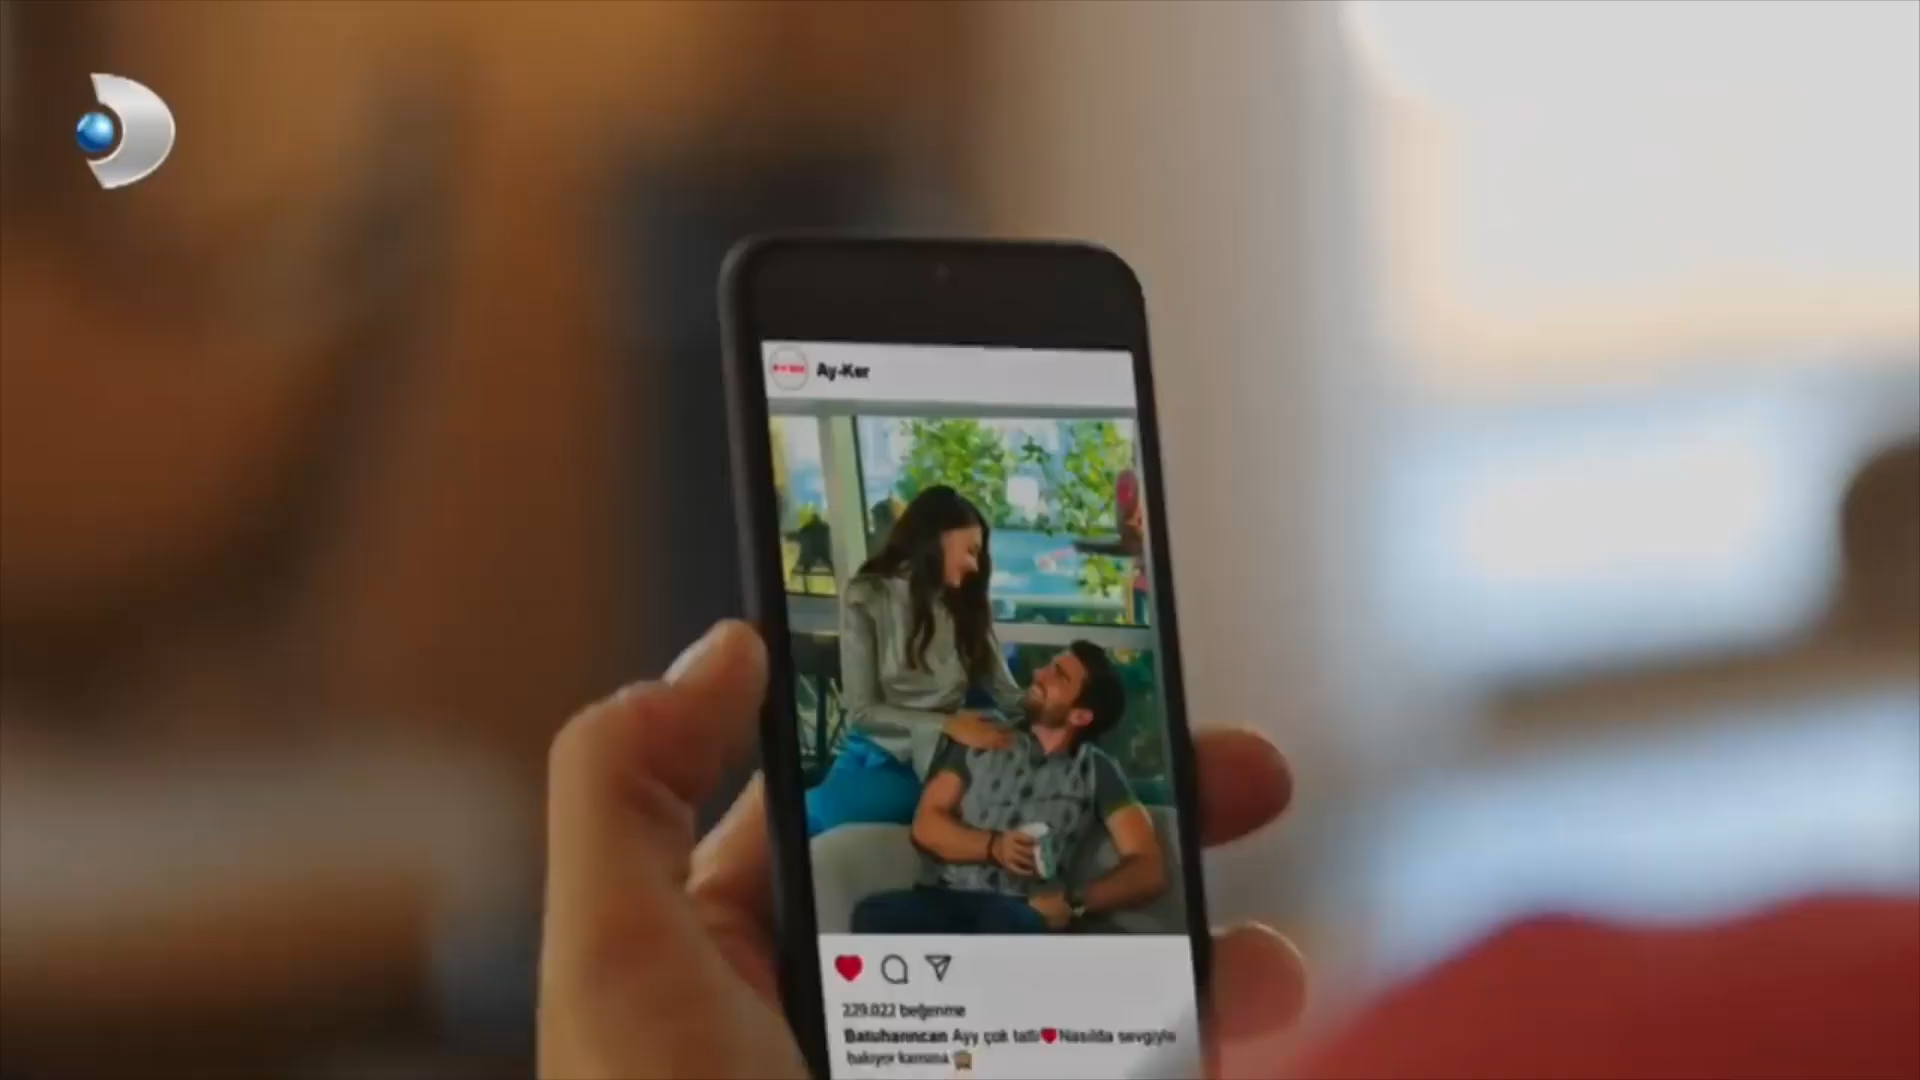 Ay-Ker
229.022 beğenme
Batuhanncan Ayy çok tatlı❤Nasılda sevgiyle
bakıyor karısına